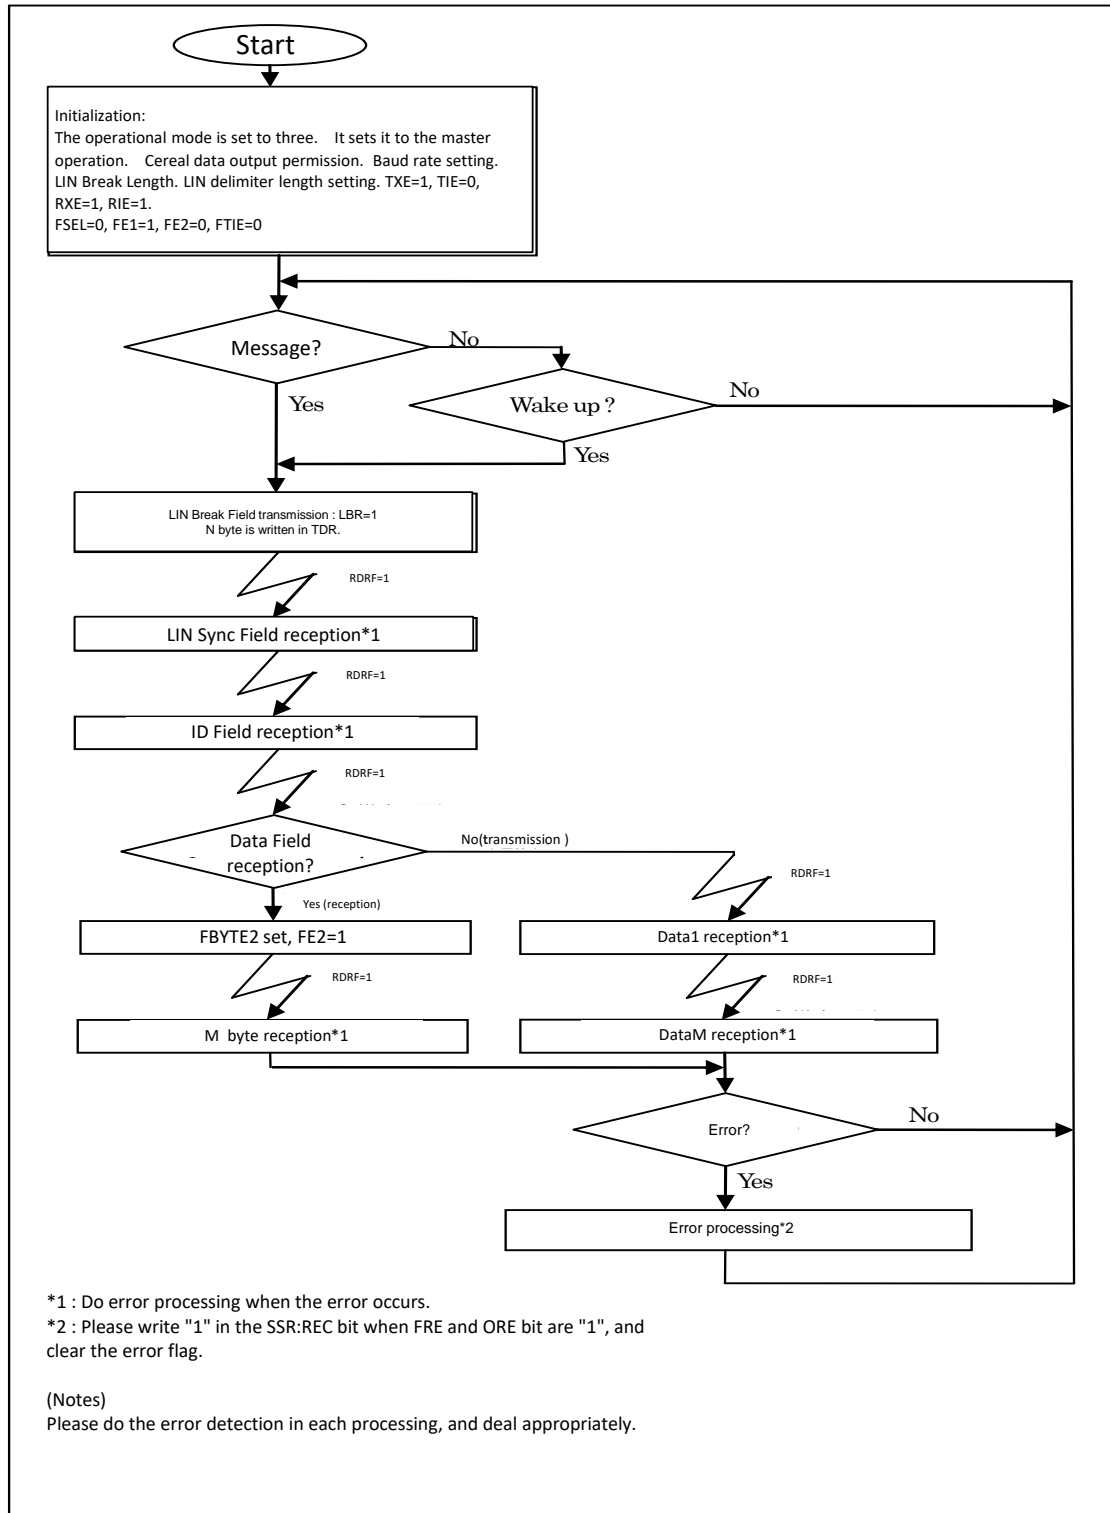 Start
Initialization:
The operational mode is set to three. It sets it to the master
operation. Cereal data output permission. Baud rate setting.
LIN Break Length. LIN delimiter length setting. TXE=1, TIE=0,
RXE=1, RIE=1.
FSEL=0, FE1=1, FE2=0, FTIE=0
Message?
No
Yes
Wake up ?
No
Yes
LIN Break Field transmission : LBR=1
N byte is written in TDR.
RDRF=1
LIN Sync Field reception*1
RDRF=1
ID Field reception*1
RDRF=1
Data Field
reception?
No(transmission )
RDRF=1
Yes (reception)
FBYTE2 set, FE2=1
Data1 reception*1
RDRF=1
RDRF=1
M byte reception*1
DataM reception*1
Error?
No
Yes
Error processing*2
*1 : Do error processing when the error occurs.
*2 : Please write "1" in the SSR:REC bit when FRE and ORE bit are "1", and
clear the error flag.
(Notes)
Please do the error detection in each processing, and deal appropriately.